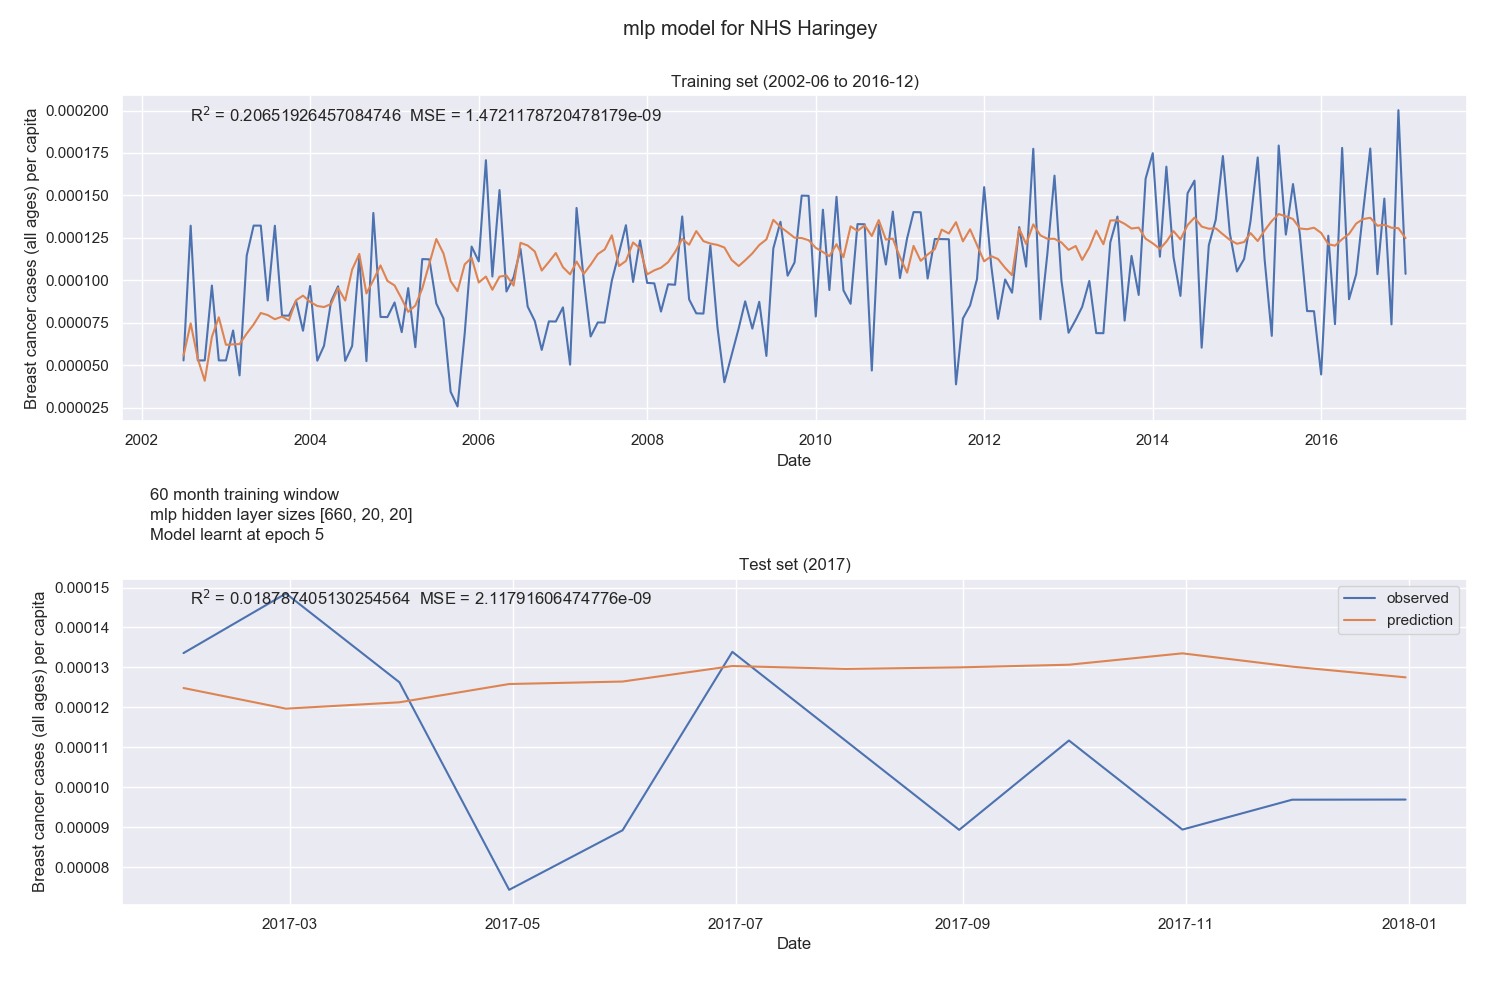 mlp model for NHS Haringey
Training set (2002-06 to 2016-12)
R2 = 0.20651926457084746 MSE = 1.4721178720478179e-09
Breast cancer cases (all ages) per capita
0.000200
0.000175
0.000150
0.000125
0.000100
0.000075
0.000050
0.000025
2002 2004 2006 2008 2010 2012 2014 2016
Date
60 month training window
mlp hidden layer sizes [660, 20, 20]
Model learnt at epoch 5
Test set (2017)
R2 = 0.018787405130254564 MSE = 2.11791606474776e-09
observed
prediction
Breast cancer cases (all ages) per capita
0.00015
0.00014
0.00013
0.00012
0.00011
0.00010
0.00009
0.00008
2017-03 2017-05 2017-07 2017-09 2017-11 2018-01
Date